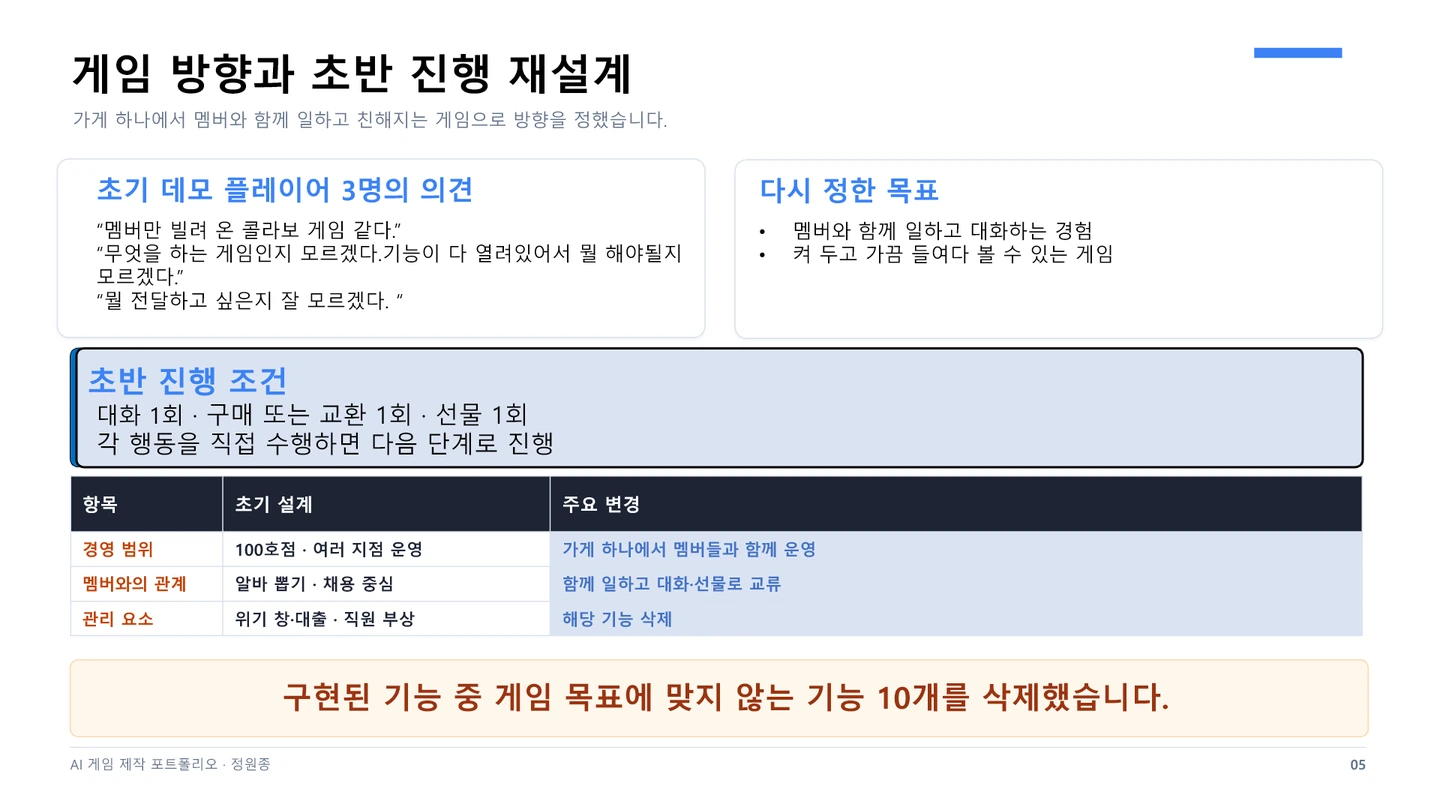 게임 방향과 초반 진행 재설계
가게 하나에서 멤버와 함께 일하고 친해지는 게임으로 방향을 정했습니다.
초기 데모 플레이어 3명의 의견
“멤버만 빌려 온 콜라보 게임 같다.”
“무엇을 하는 게임인지 모르겠다.기능이 다 열려있어서 뭘 해야될지
모르겠다.”
“뭘 전달하고 싶은지 잘 모르겠다. “
다시 정한 목표
• 멤버와 함께 일하고 대화하는 경험
• 켜 두고 가끔 들여다 볼 수 있는 게임
초반 진행 조건
대화 1회 · 구매 또는 교환 1회 · 선물 1회
각 행동을 직접 수행하면 다음 단계로 진행
항목 초기 설계 주요 변경
경영 범위 100호점 · 여러 지점 운영 가게 하나에서 멤버들과 함께 운영
멤버와의 관계 알바 뽑기 · 채용 중심 함께 일하고 대화·선물로 교류
관리 요소 위기 창·대출 · 직원 부상 해당 기능 삭제
구현된 기능 중 게임 목표에 맞지 않는 기능 10개를 삭제했습니다.
AI 게임 제작 포트폴리오 · 정원종 05